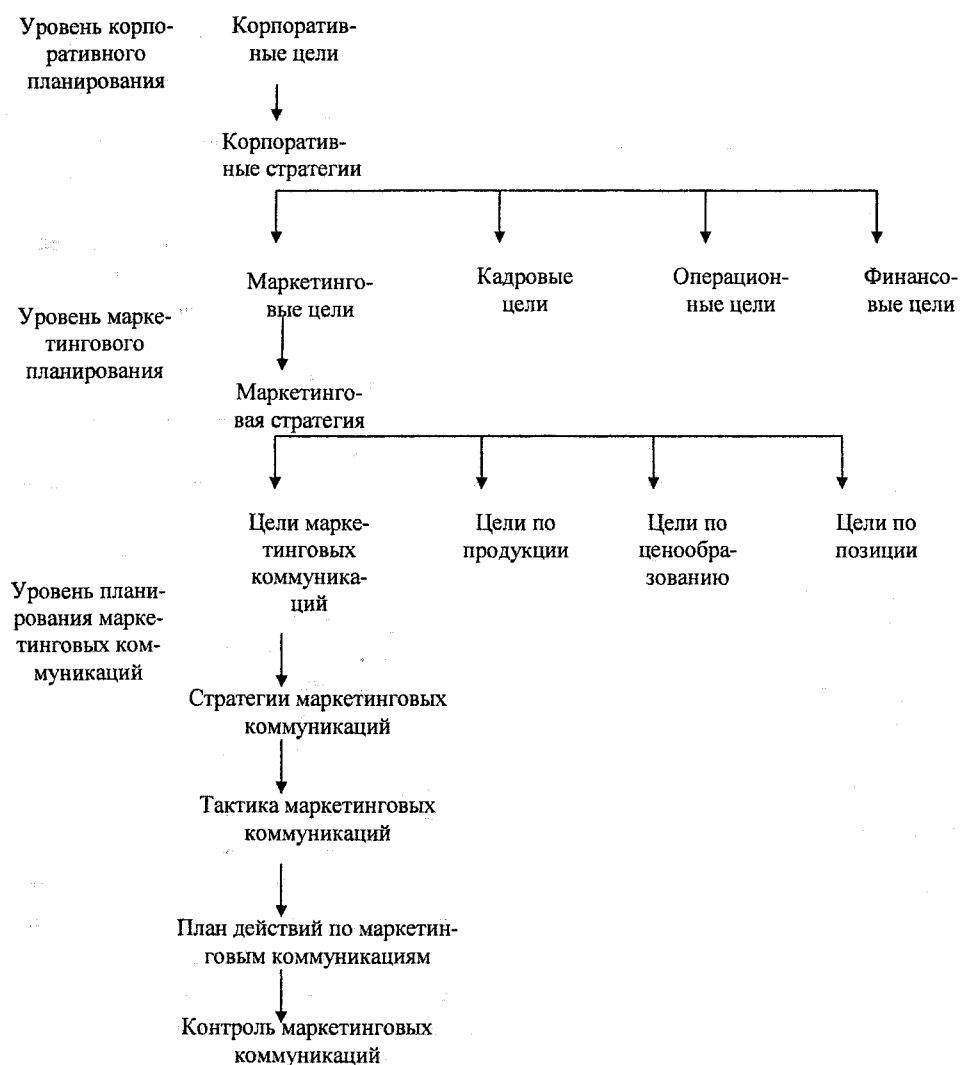 Уровень корпо-
ративного
планирования
Корпоратив-
ные цели
Корпоратив-
ные стратегии
Маркетинго-
вые цели
Кадровые
цели
Операцион-
ные цели
Финансо-
вые цели
Уровень марке-
тингового
планирования
Маркетинго-
вая стратегия
Цели марке-
тинговых
коммуника-
ций
Цели по
продукции
Цели по
ценообра-
зованию
Цели по
позиции
Уровень плани-
рования марке-
тинговых ком-
муникаций
Стратегии маркетинговых
коммуникаций
Тактика маркетинговых
коммуникаций
План действий по маркетин-
говым коммуникациям
Контроль маркетинговых
коммуникаций